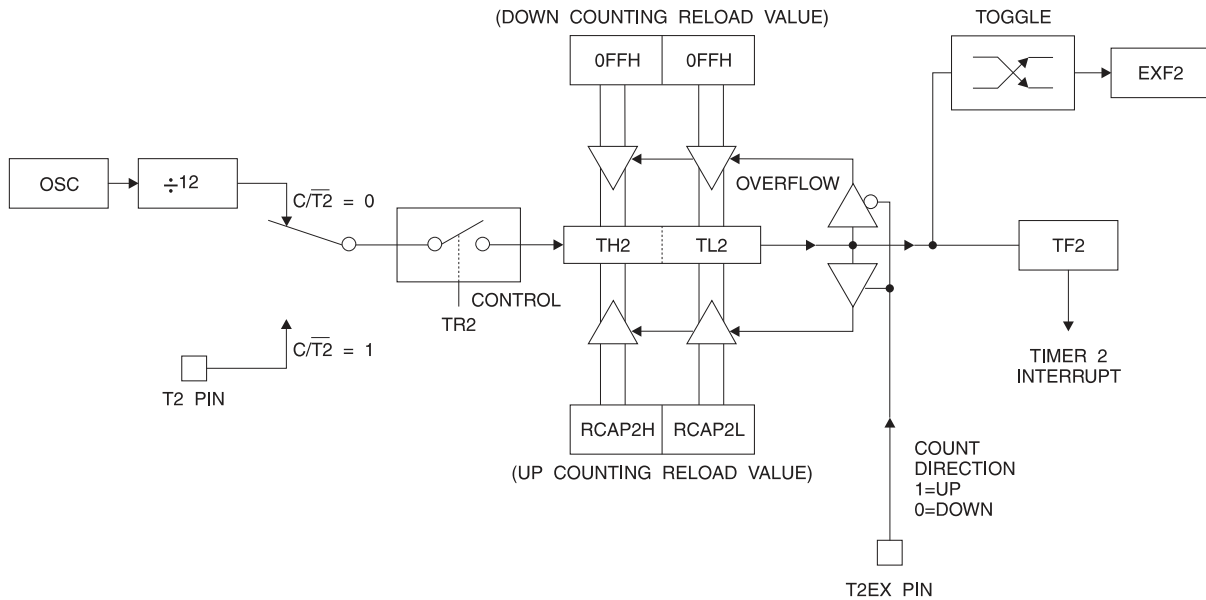 (DOWN COUNTING RELOAD VALUE)
TOGGLE
0FFH
0FFH
EXF2
OSC
÷12
C/T2̅ = 0
OVERFLOW
TH2
TL2
TF2
CONTROL
TR2
C/T2̅ = 1
T2 PIN
TIMER 2
INTERRUPT
RCAP2H
RCAP2L
(UP COUNTING RELOAD VALUE)
COUNT
DIRECTION
1=UP
0=DOWN
T2EX PIN